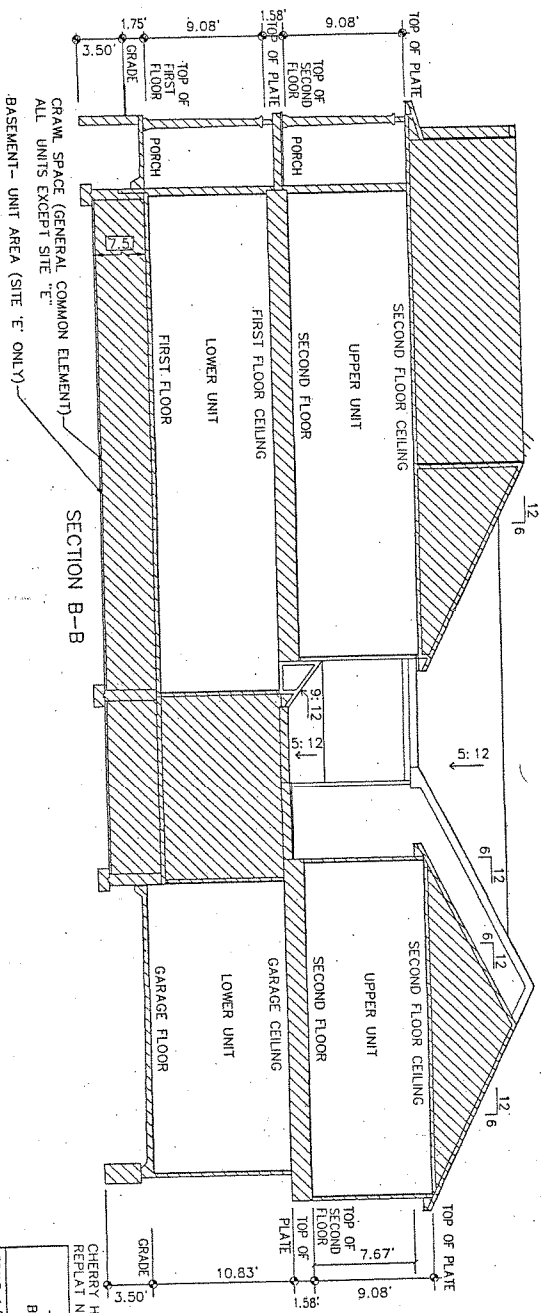 TOP OF PLATE
9.08'
TOP OF
SECOND
FLOOR
1.58'
TOP OF PLATE
9.08'
TOP OF
FIRST
FLOOR
1.75'
GRADE
3.50'
PORCH
PORCH
7.5
SECOND FLOOR CEILING
UPPER UNIT
SECOND FLOOR
FIRST FLOOR CEILING
LOWER UNIT
FIRST FLOOR
12
6
5:12
9:12
5:12
12
6
12
6
12
6
SECOND FLOOR CEILING
UPPER UNIT
SECOND FLOOR
GARAGE CEILING
LOWER UNIT
GARAGE FLOOR
TOP OF PLATE
9.08'
7.67'
TOP OF
SECOND
FLOOR
1.58'
TOP OF
PLATE
10.83'
GRADE
3.50'
CRAWL SPACE (GENERAL COMMON ELEMENT)
ALL UNITS EXCEPT SITE "E"
BASEMENT- UNIT AREA (SITE 'E' ONLY)
SECTION B-B
CHERRY H
REPLAT N